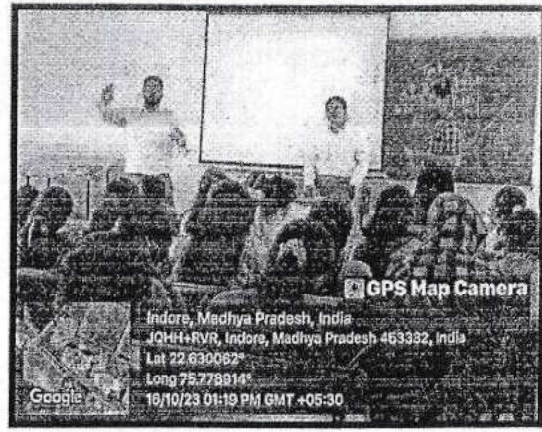 GPS Map Camera
Indore, Madhya Pradesh, India
JQHH+RVR, Indore, Madhya Pradesh 453332, India
Lat 22.630062°
Long 75.778914°
16/10/23 01:19 PM GMT +05:30
Google